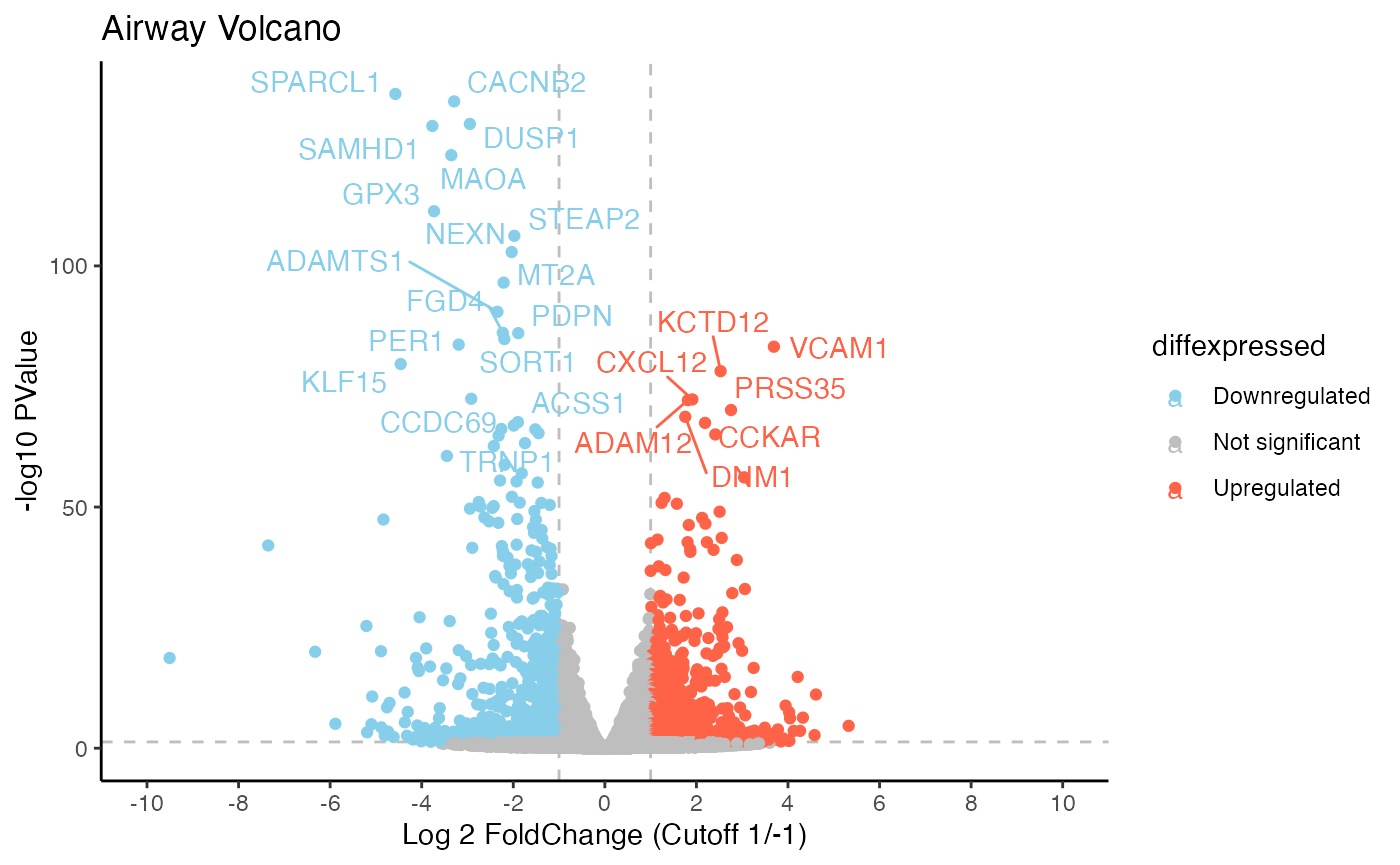 Airway Volcano
SPARCL1
CACNB2
DUSP1
SAMHD1
MAOA
GPX3
STEAP2
NEXN
ADAMTS1
MT2A
FGD4
PDPN
PER1
SORT1
KLF15
ACSS1
CCDC69
TRNP1
KCTD12
VCAM1
CXCL12
PRSS35
ADAM12
CCKAR
DNM1
100
50
0
-log10 PValue
-10 -8 -6 -4 -2 0 2 4 6 8 10
Log 2 FoldChange (Cutoff 1/-1)
diffexpressed
a Downregulated
a Not significant
a Upregulated